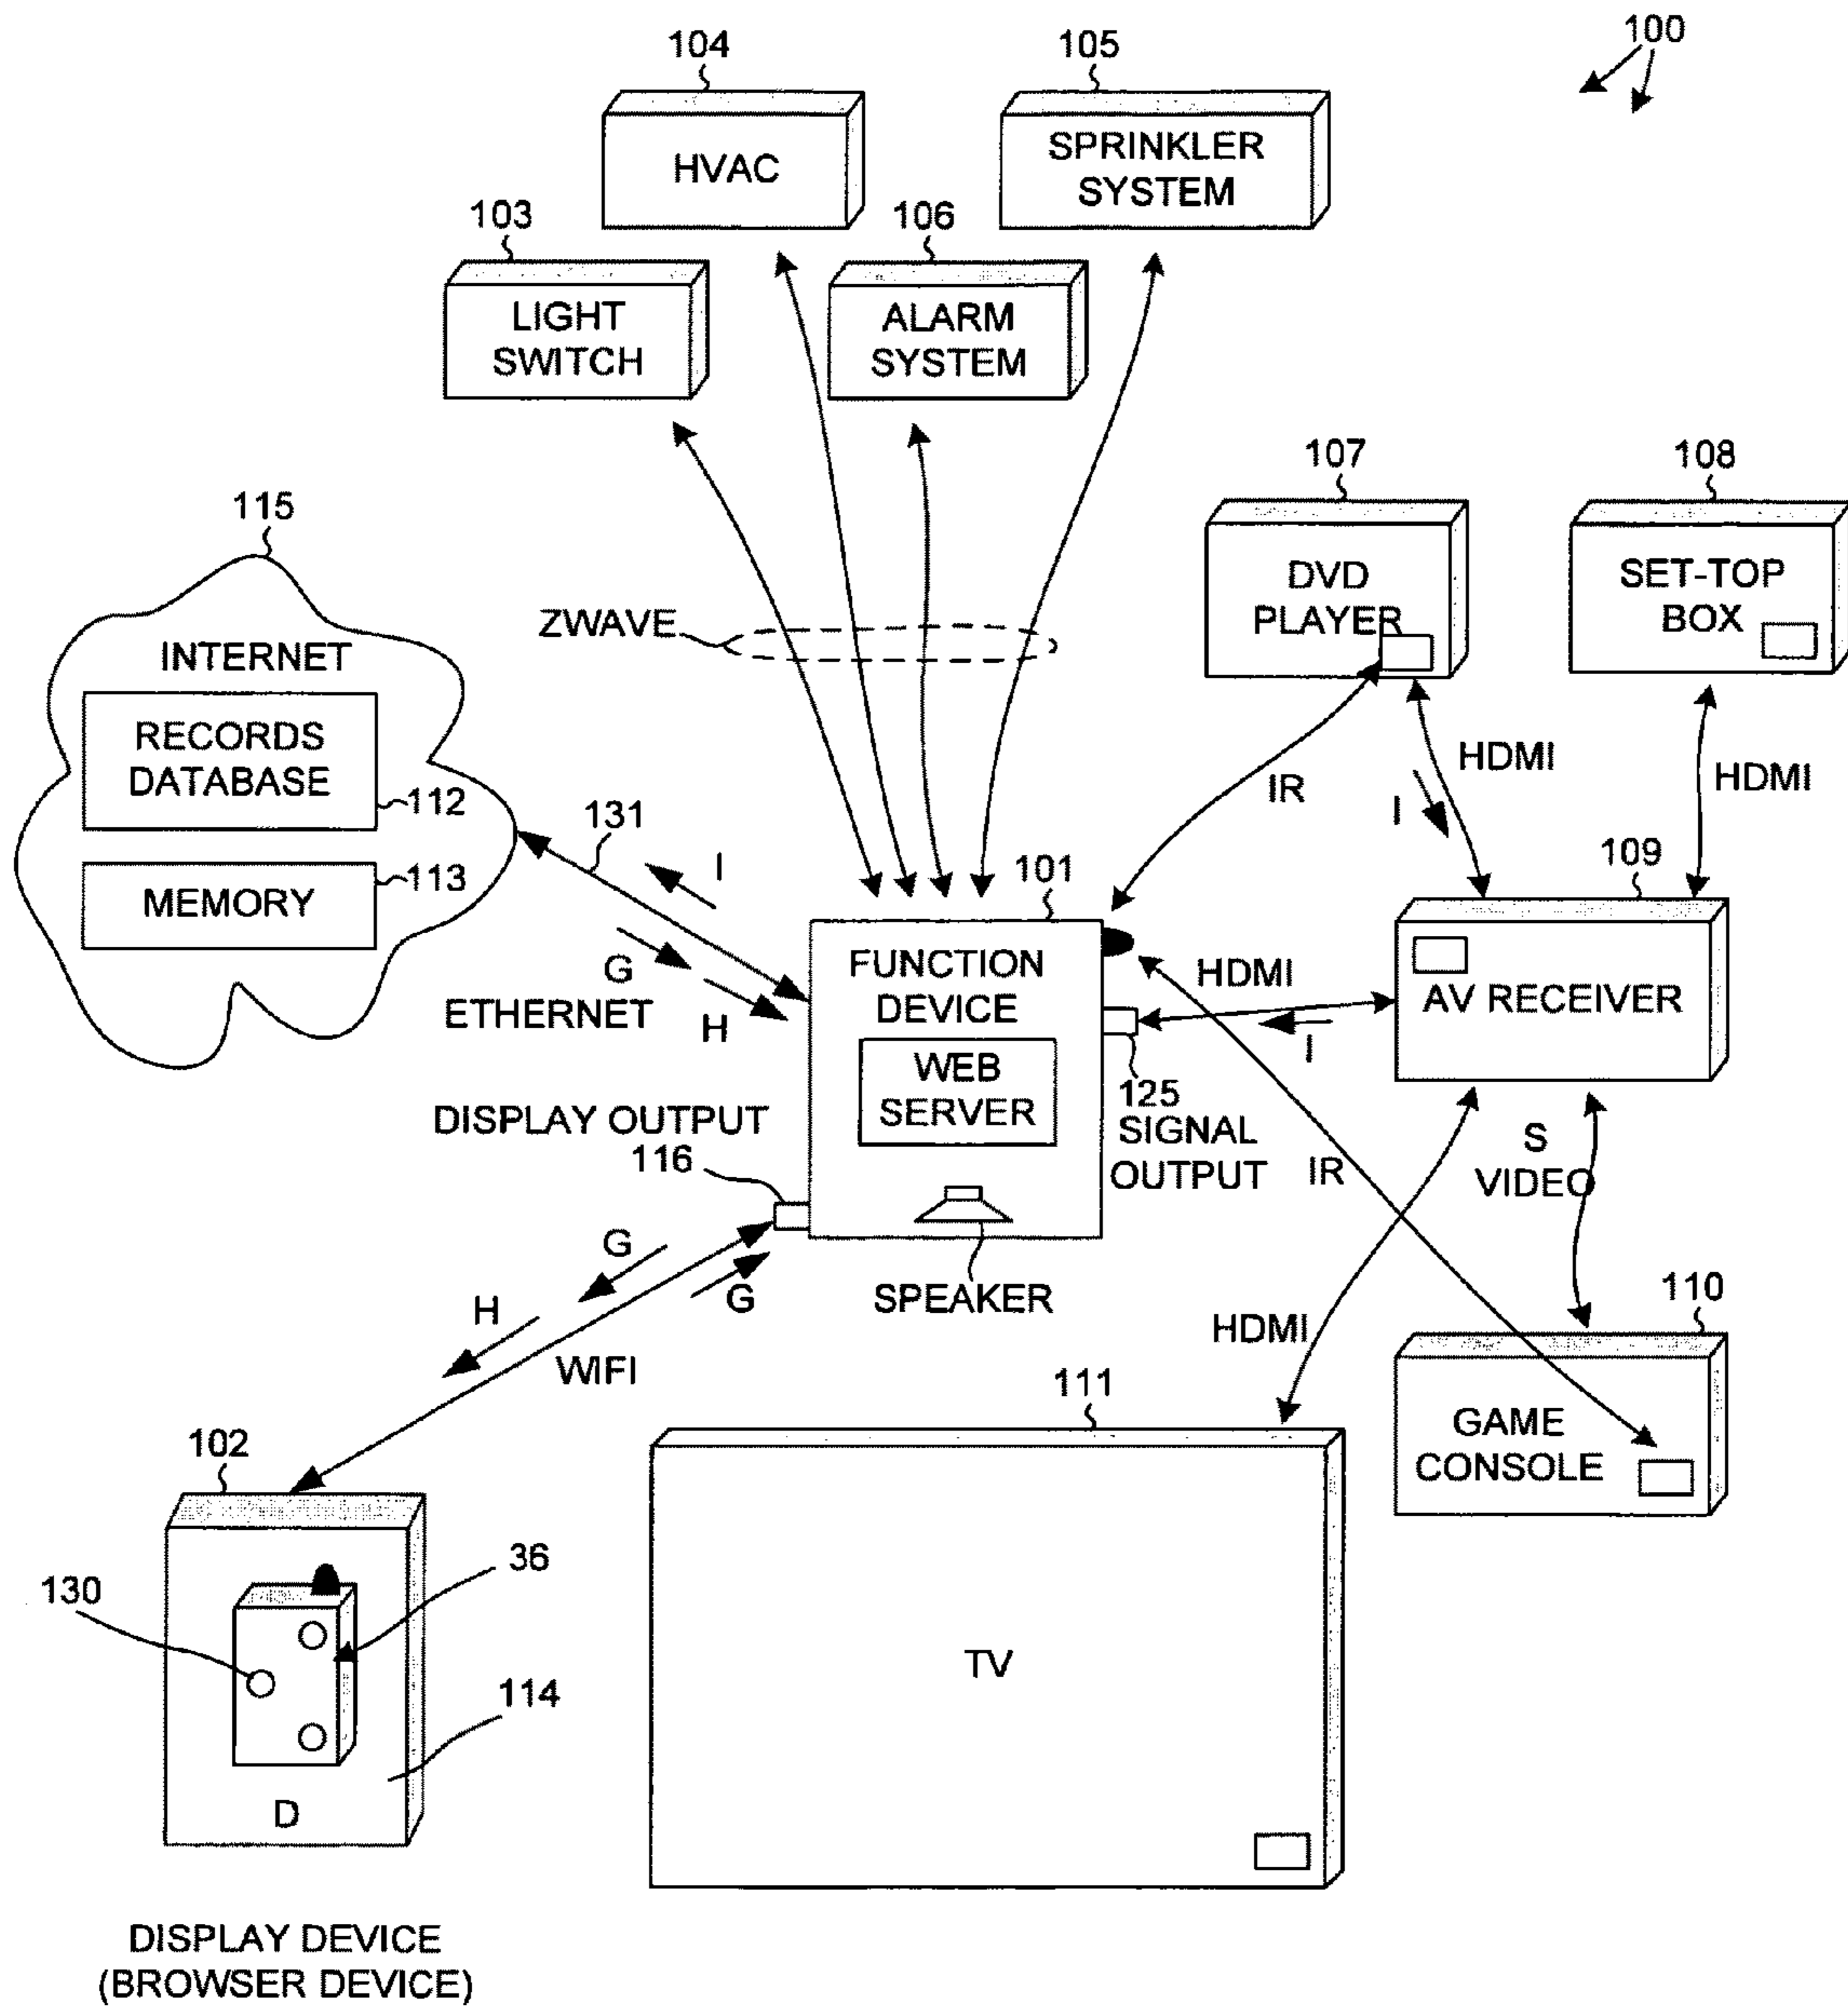 100
104
105
HVAC
SPRINKLER
SYSTEM
103
106
LIGHT
SWITCH
ALARM
SYSTEM
107
108
DVD
PLAYER
SET-TOP
BOX
115
ZWAVE
INTERNET
RECORDS
DATABASE
112
MEMORY
113
131
I
G
ETHERNET
H
IR
I
HDMI
HDMI
109
AV RECEIVER
101
FUNCTION
DEVICE
WEB
SERVER
HDMI
I
125
SIGNAL
OUTPUT
DISPLAY OUTPUT
116
SPEAKER
IR
S
VIDEO
HDMI
110
GAME
CONSOLE
G
G
H
WIFI
102
36
130
114
D
111
TV
DISPLAY DEVICE
(BROWSER DEVICE)